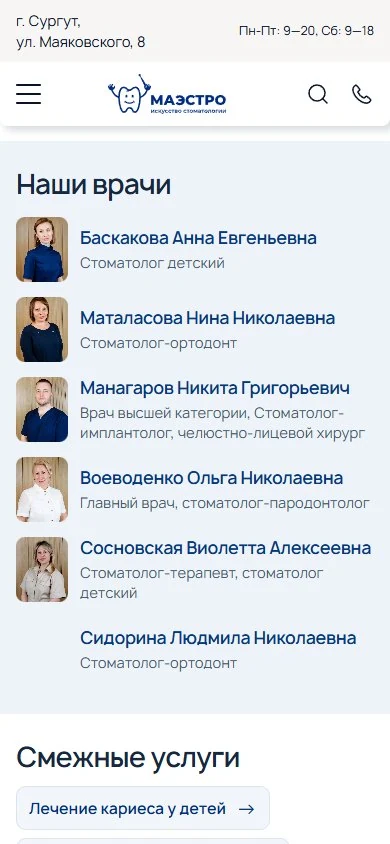 г. Сургут,
ул. Маяковского, 8
Пн-Пт: 9—20, Сб: 9—18
МАЭСТРО
искусство стоматологии
Наши врачи
Баскакова Анна Евгеньевна
Стоматолог детский
Маталасова Нина Николаевна
Стоматолог-ортодонт
Манагаров Никита Григорьевич
Врач высшей категории, Стоматолог-
имплантолог, челюстно-лицевой хирург
Воеводенко Ольга Николаевна
Главный врач, стоматолог-пародонтолог
Сосновская Виолетта Алексеевна
Стоматолог-терапевт, стоматолог
детский
Сидорина Людмила Николаевна
Стоматолог-ортодонт
Смежные услуги
Лечение кариеса у детей →